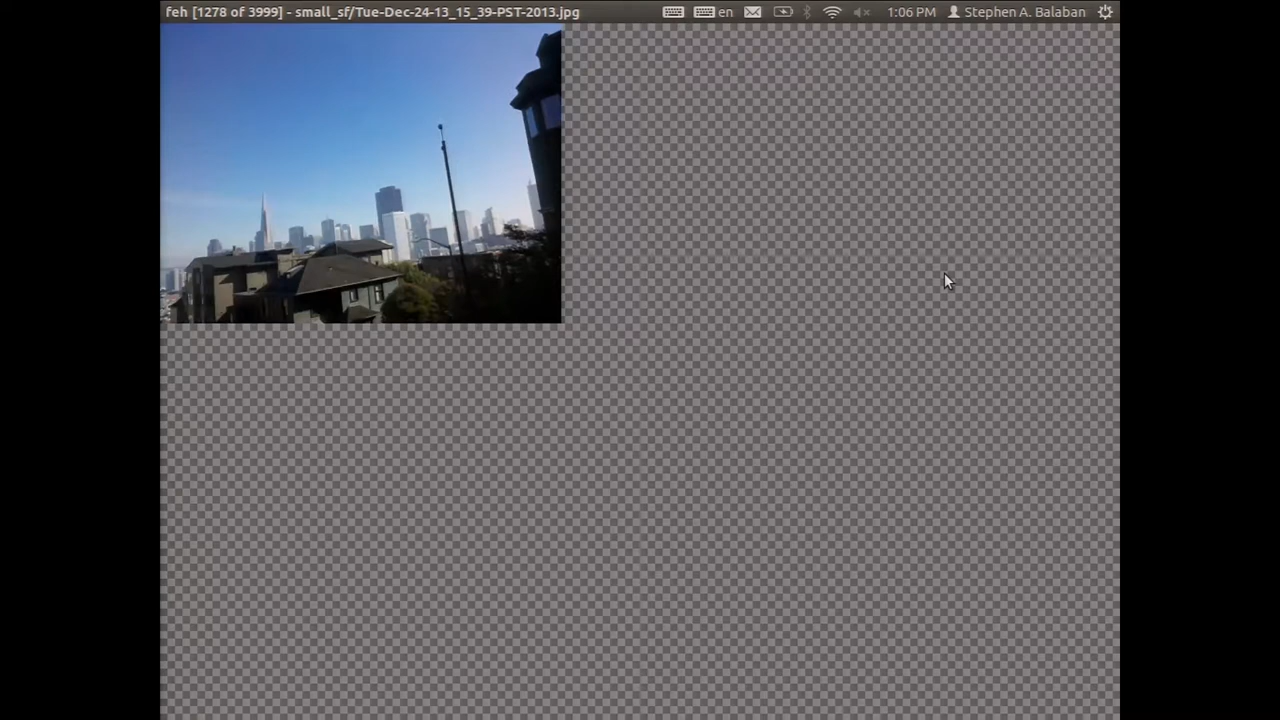 feh [1278 of 3999] - small_sf/Tue-Dec-24-13_15_39-PST-2013.jpg en 1:06 PM Stephen A. Balaban